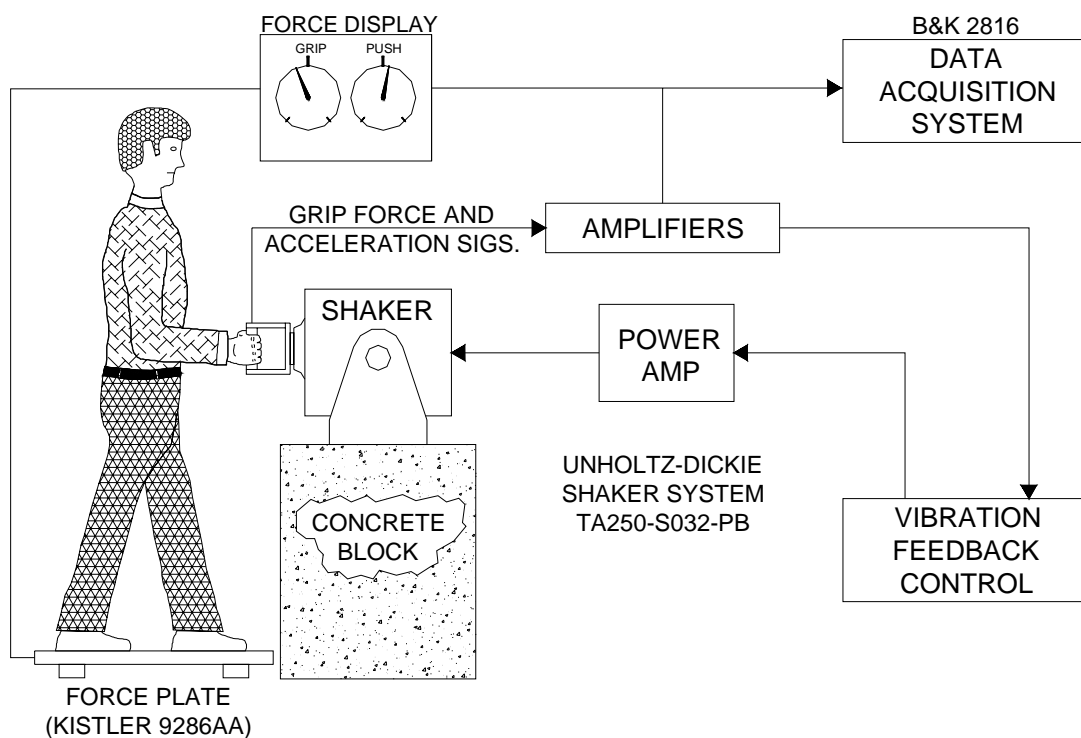 FORCE DISPLAY
GRIP
PUSH
B&K 2816
DATA
ACQUISITION
SYSTEM
GRIP FORCE AND
ACCELERATION SIGS.
AMPLIFIERS
SHAKER
POWER
AMP
UNHOLTZ-DICKIE
SHAKER SYSTEM
TA250-S032-PB
CONCRETE
BLOCK
VIBRATION
FEEDBACK
CONTROL
FORCE PLATE
(KISTLER 9286AA)